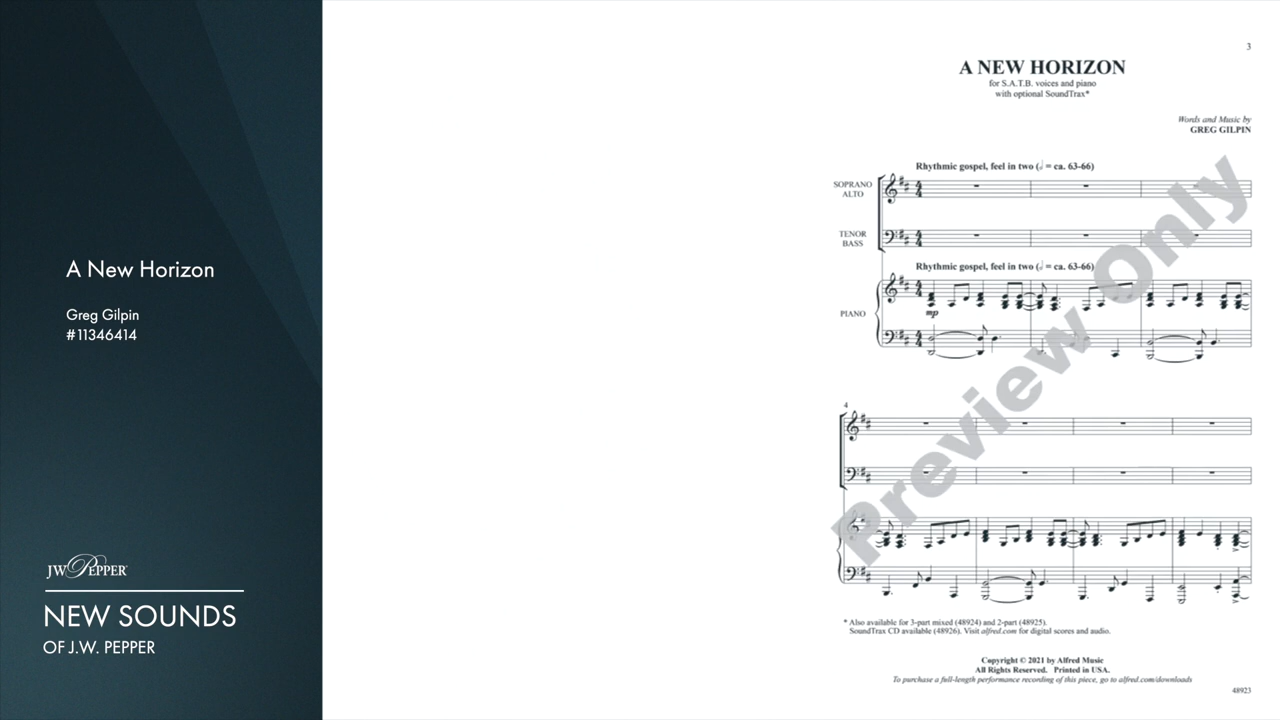 A New Horizon
Greg Gilpin
#11346414
JW PEPPER
NEW SOUNDS
OF J.W. PEPPER
3
A NEW HORIZON
for S.A.T.B. voices and piano
with optional SoundTrax*
Words and Music by
GREG GILPIN
Rhythmic gospel, feel in two (𝅗𝅥 = ca. 63-66)
SOPRANO
ALTO
TENOR
BASS
Rhythmic gospel, feel in two (𝅗𝅥 = ca. 63-66)
PIANO
mp
4
Preview Only
* Also available for 3-part mixed (48924) and 2-part (48925).
SoundTrax CD available (48926). Visit alfred.com for digital scores and audio.
Copyright © 2021 by Alfred Music
All Rights Reserved. Printed in USA.
To purchase a full-length performance recording of this piece, go to alfred.com/downloads
48923